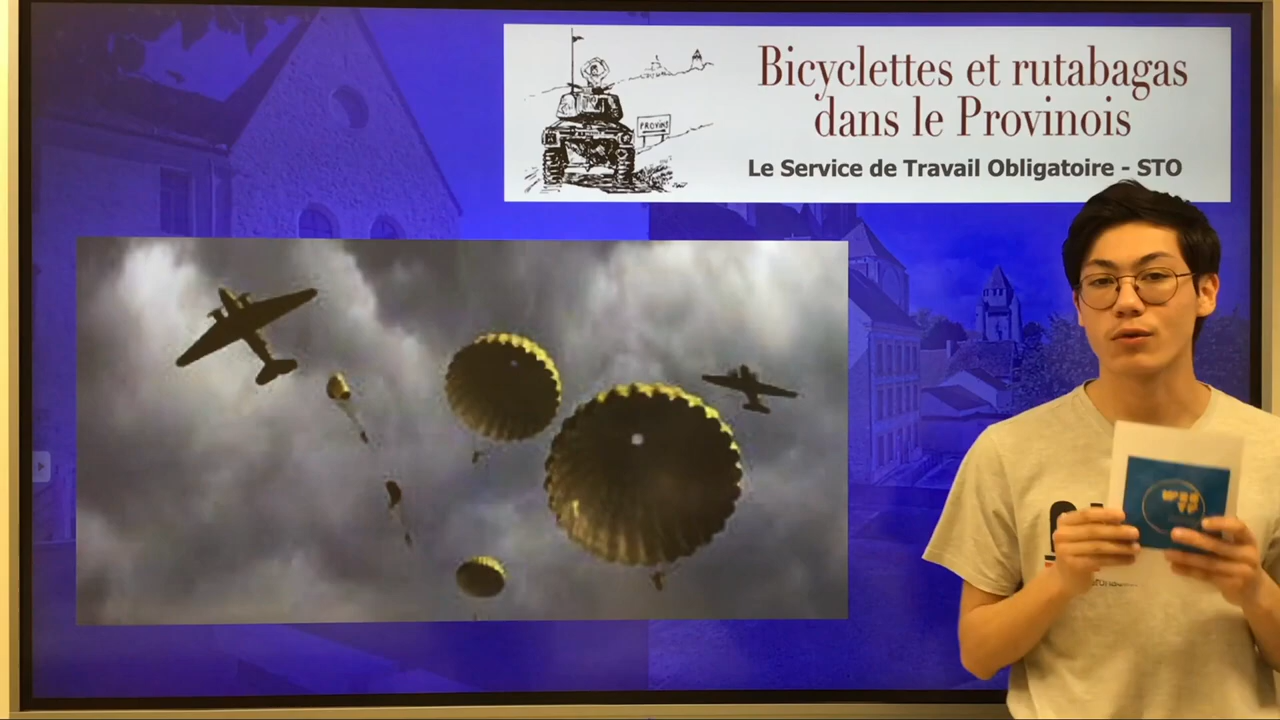 Bicyclettes et rutabagas
dans le Provinois
PROVINS
Le Service de Travail Obligatoire - STO